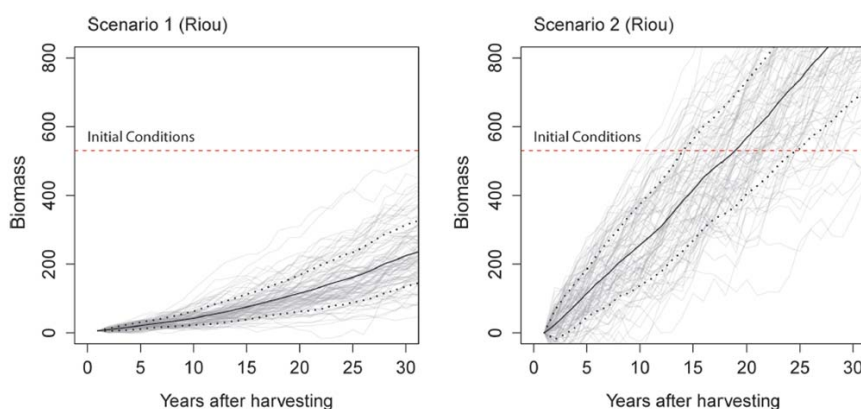 Scenario 1 (Riou)
800
600
400
200
0
Biomass
Initial Conditions
0 5 10 15 20 25 30
Years after harvesting
Scenario 2 (Riou)
800
600
400
200
0
Biomass
Initial Conditions
0 5 10 15 20 25 30
Years after harvesting